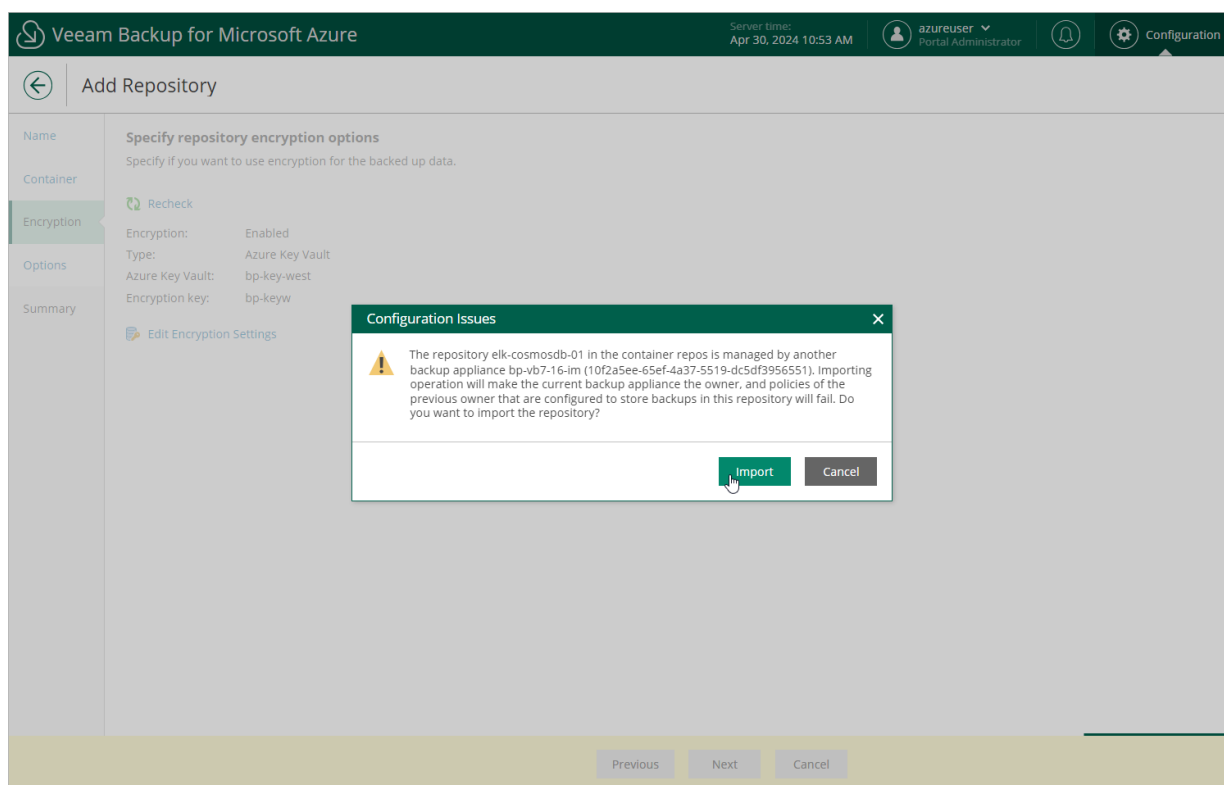 Veeam Backup for Microsoft Azure
Server time:
Apr 30, 2024 10:53 AM
azureuser
Portal Administrator
Configuration
Add Repository
Name
Container
Encryption
Options
Summary
Specify repository encryption options
Specify if you want to use encryption for the backed up data.
Recheck
Encryption: Enabled
Type: Azure Key Vault
Azure Key Vault: bp-key-west
Encryption key: bp-keyw
Edit Encryption Settings
Configuration Issues
The repository elk-cosmosdb-01 in the container repos is managed by another
backup appliance bp-vb7-16-im (10f2a5ee-65ef-4a37-5519-dc5df3956551). Importing
operation will make the current backup appliance the owner, and policies of the
previous owner that are configured to store backups in this repository will fail. Do
you want to import the repository?
Import
Cancel
Previous
Next
Cancel